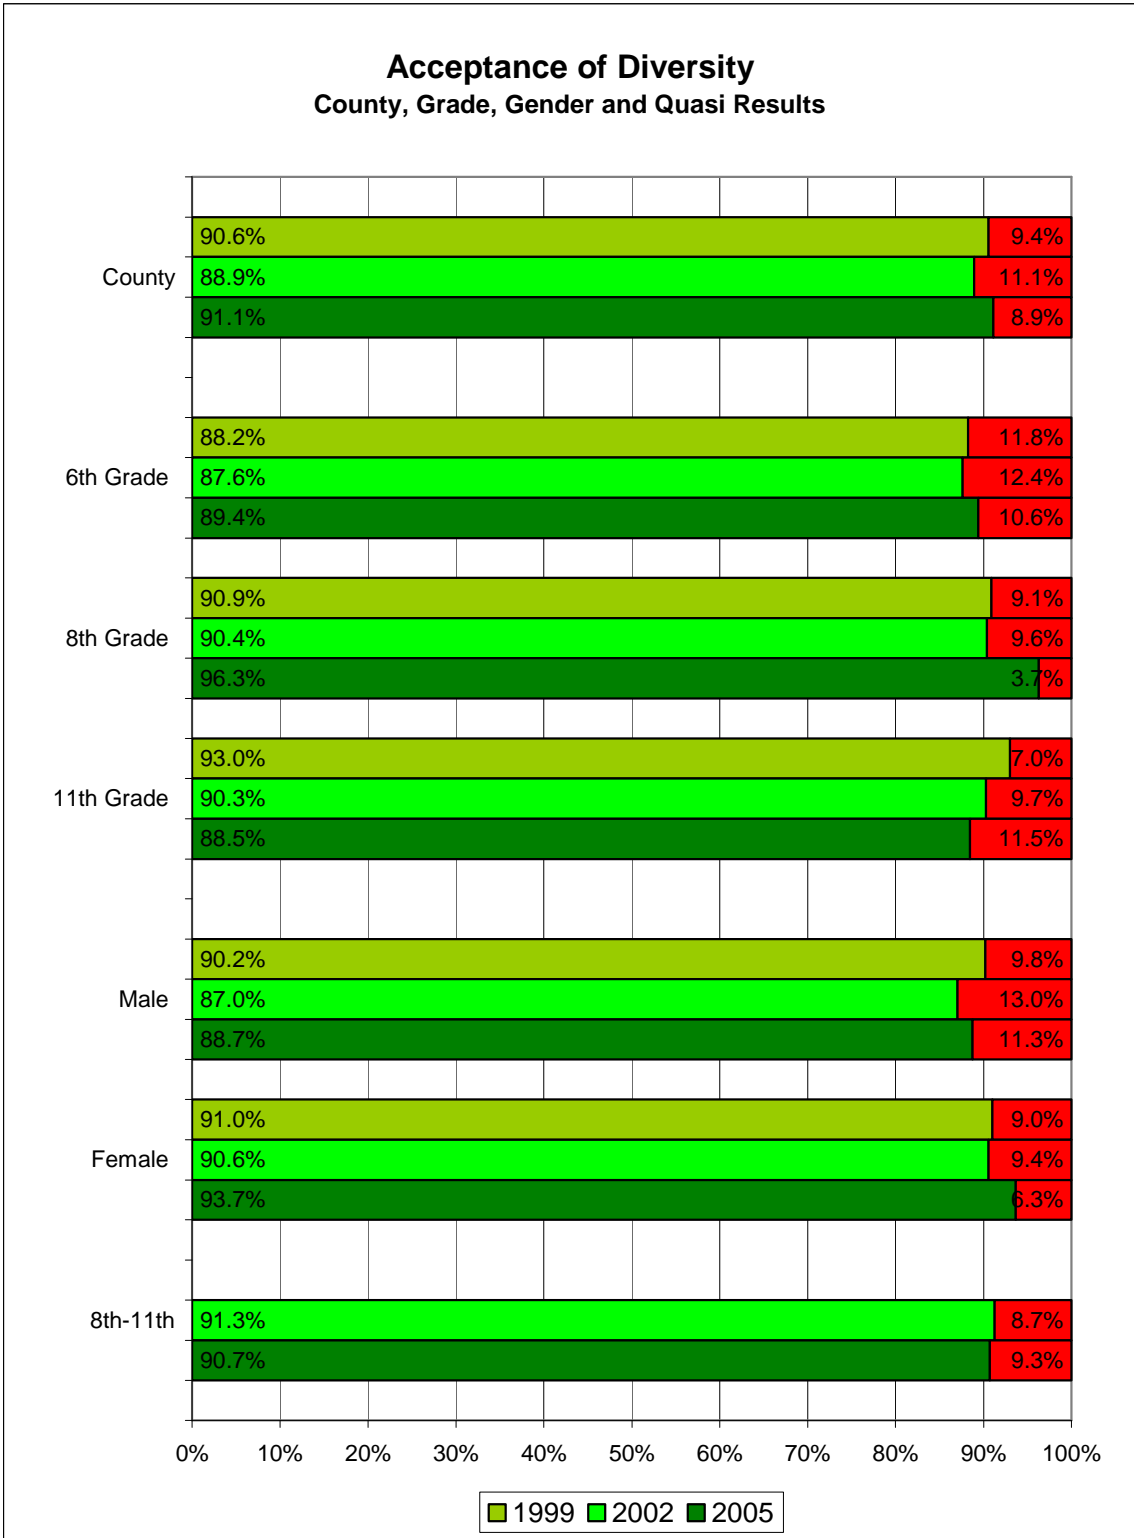 Acceptance of Diversity
County, Grade, Gender and Quasi Results
90.6% 9.4%
County 88.9% 11.1%
91.1% 8.9%
88.2% 11.8%
6th Grade 87.6% 12.4%
89.4% 10.6%
90.9% 9.1%
8th Grade 90.4% 9.6%
96.3% 3.7%
93.0% 7.0%
11th Grade 90.3% 9.7%
88.5% 11.5%
90.2% 9.8%
Male 87.0% 13.0%
88.7% 11.3%
91.0% 9.0%
Female 90.6% 9.4%
93.7% 6.3%
8th-11th 91.3% 8.7%
90.7% 9.3%
0% 10% 20% 30% 40% 50% 60% 70% 80% 90% 100%
1999 2002 2005